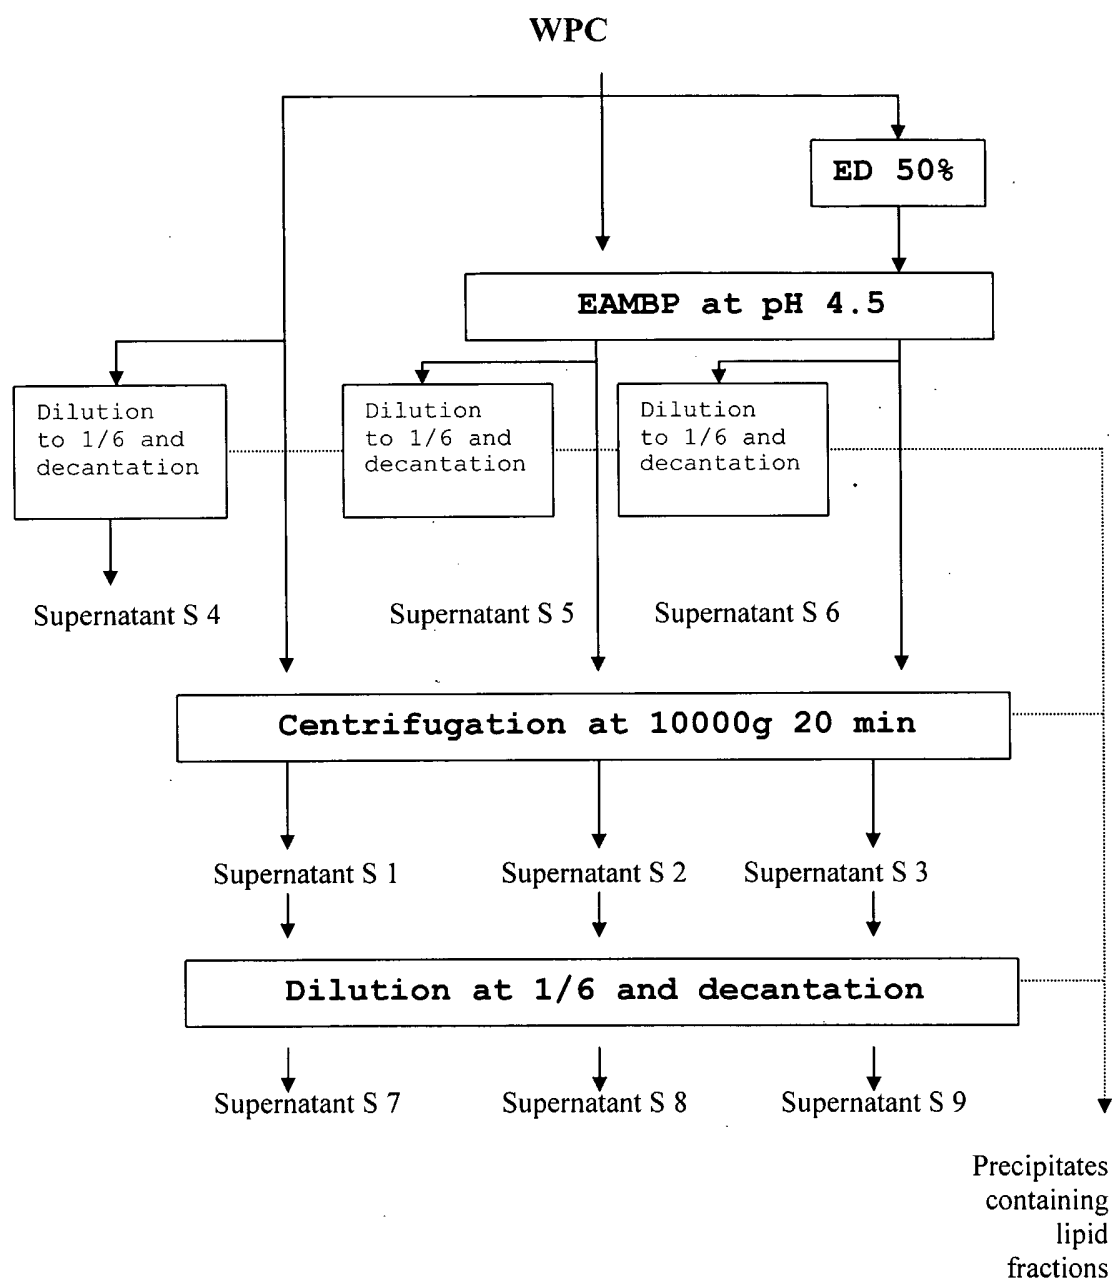 WPC
ED 50%
EAMBP at pH 4.5
Dilution
to 1/6 and
decantation
Dilution
to 1/6 and
decantation
Dilution
to 1/6 and
decantation
Supernatant S 4
Supernatant S 5
Supernatant S 6
Centrifugation at 10000g 20 min
Supernatant S 1
Supernatant S 2
Supernatant S 3
Dilution at 1/6 and decantation
Supernatant S 7
Supernatant S 8
Supernatant S 9
Precipitates
containing
lipid
fractions